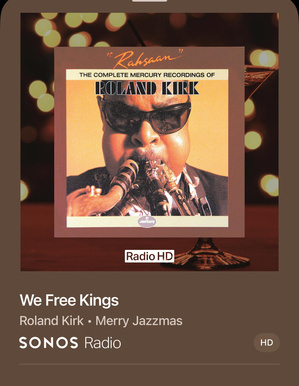 "Rahsaan"
THE COMPLETE MERCURY RECORDINGS OF
ROLAND KIRK
Radio HD
We Free Kings
Roland Kirk • Merry Jazzmas
SONOS Radio
HD